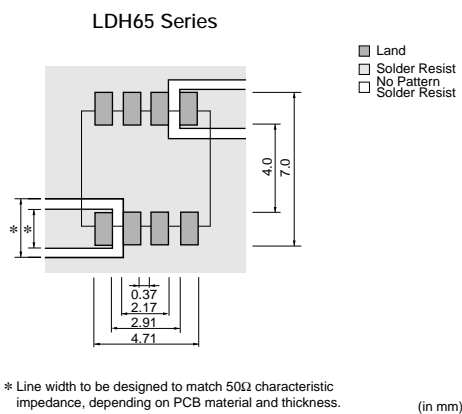 LDH65 Series
Land
Solder Resist
No Pattern
Solder Resist
4.0
7.0
*
*
0.37
2.17
2.91
4.71
* Line width to be designed to match 50Ω characteristic
impedance, depending on PCB material and thickness.
(in mm)